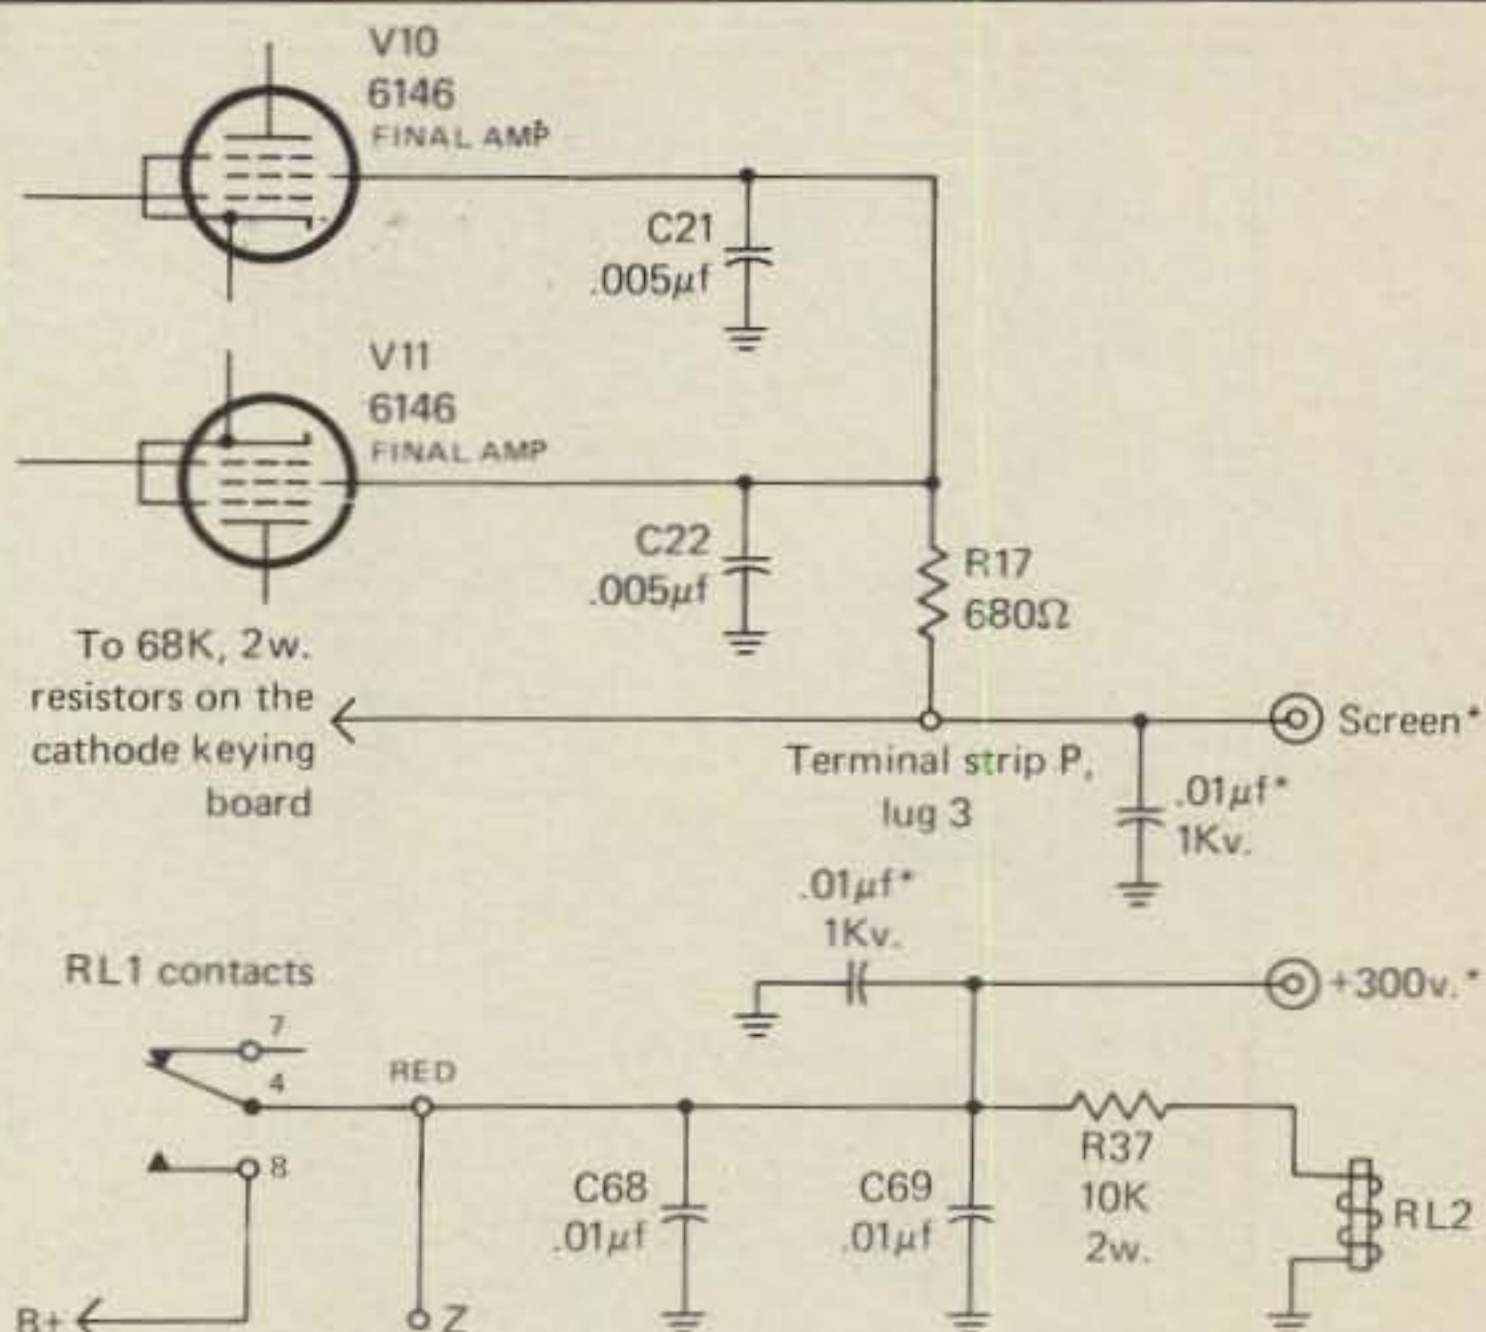 V10
6146
FINAL AMP
C21
.005µf
V11
6146
FINAL AMP
C22
.005µf
R17
680Ω
To 68K, 2w.
resistors on the
cathode keying
board
Terminal strip P,
lug 3
Screen*
.01µf*
1Kv.
.01µf*
1Kv.
+300v.*
RL1 contacts
7
4
8
RED
C68
.01µf
C69
.01µf
R37
10K
2w.
RL2
B+
Z